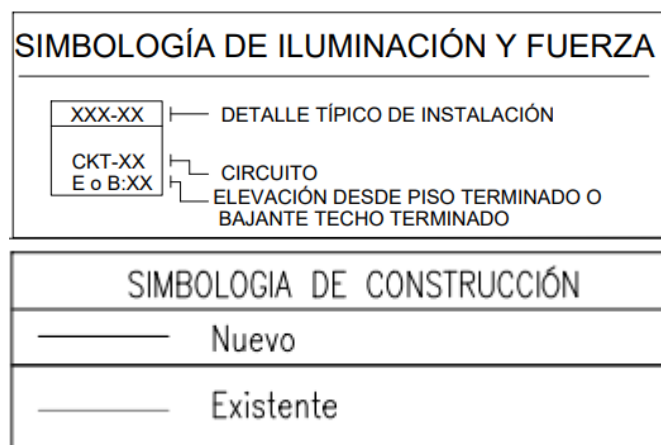 SIMBOLOGÍA DE ILUMINACIÓN Y FUERZA
XXX-XX DETALLE TÍPICO DE INSTALACIÓN
CKT-XX CIRCUITO
E o B:XX ELEVACIÓN DESDE PISO TERMINADO O
BAJANTE TECHO TERMINADO
SIMBOLOGIA DE CONSTRUCCIÓN
Nuevo
Existente